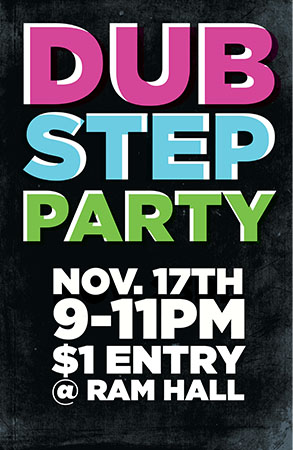 DUB
STEP
PARTY
NOV. 17TH
9-11PM
$1 ENTRY
@ RAM HALL